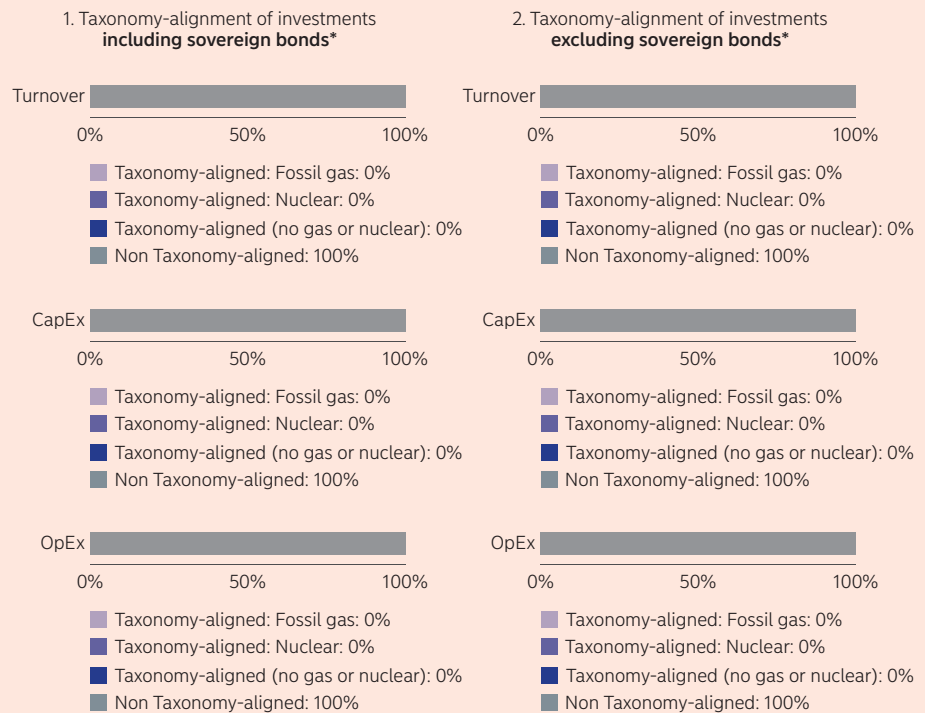 1. Taxonomy-alignment of investments
including sovereign bonds*
Turnover
0% 50% 100%
Taxonomy-aligned: Fossil gas: 0%
Taxonomy-aligned: Nuclear: 0%
Taxonomy-aligned (no gas or nuclear): 0%
Non Taxonomy-aligned: 100%
CapEx
0% 50% 100%
Taxonomy-aligned: Fossil gas: 0%
Taxonomy-aligned: Nuclear: 0%
Taxonomy-aligned (no gas or nuclear): 0%
Non Taxonomy-aligned: 100%
OpEx
0% 50% 100%
Taxonomy-aligned: Fossil gas: 0%
Taxonomy-aligned: Nuclear: 0%
Taxonomy-aligned (no gas or nuclear): 0%
Non Taxonomy-aligned: 100%
2. Taxonomy-alignment of investments
excluding sovereign bonds*
Turnover
0% 50% 100%
Taxonomy-aligned: Fossil gas: 0%
Taxonomy-aligned: Nuclear: 0%
Taxonomy-aligned (no gas or nuclear): 0%
Non Taxonomy-aligned: 100%
CapEx
0% 50% 100%
Taxonomy-aligned: Fossil gas: 0%
Taxonomy-aligned: Nuclear: 0%
Taxonomy-aligned (no gas or nuclear): 0%
Non Taxonomy-aligned: 100%
OpEx
0% 50% 100%
Taxonomy-aligned: Fossil gas: 0%
Taxonomy-aligned: Nuclear: 0%
Taxonomy-aligned (no gas or nuclear): 0%
Non Taxonomy-aligned: 100%